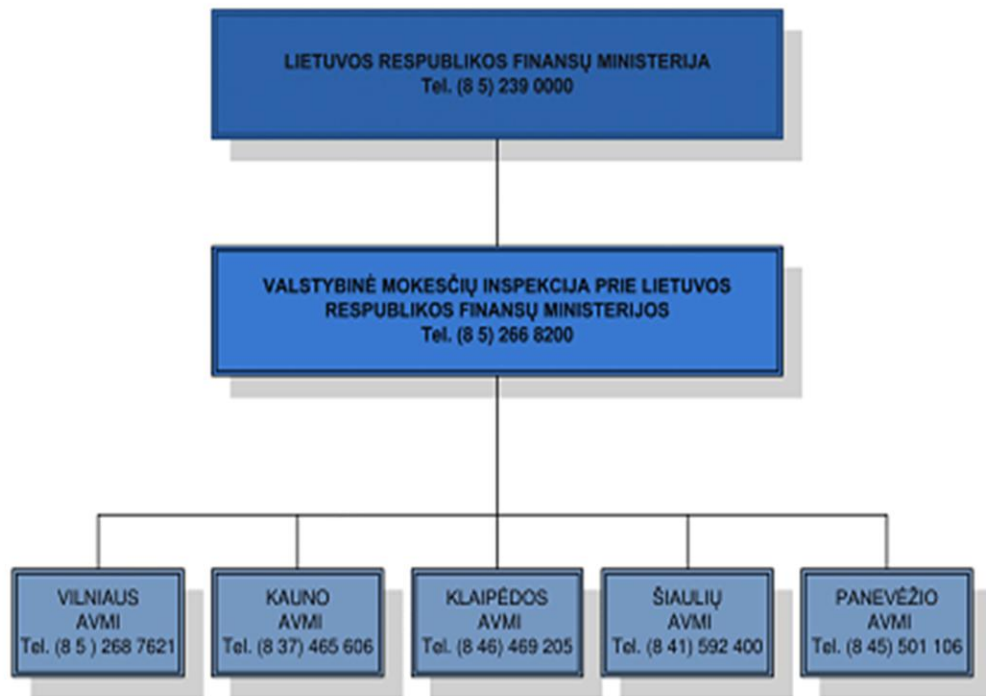 LIETUVOS RESPUBLIKOS FINANSŲ MINISTERIJA
Tel. (8 5) 239 0000
VALSTYBINĖ MOKESČIŲ INSPEKCIJA PRIE LIETUVOS
RESPUBLIKOS FINANSŲ MINISTERIJOS
Tel. (8 5) 266 8200
VILNIAUS
AVMI
Tel. (8 5 ) 268 7621
KAUNO
AVMI
Tel. (8 37) 465 606
KLAIPĖDOS
AVMI
Tel. (8 46) 469 205
ŠIAULIŲ
AVMI
Tel. (8 41) 592 400
PANEVĖŽIO
AVMI
Tel. (8 45) 501 106